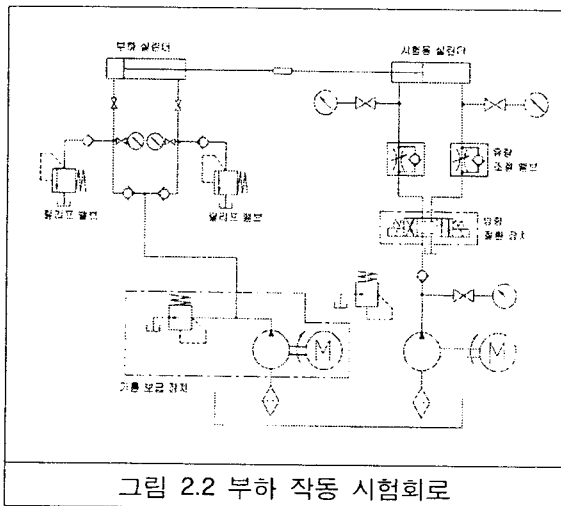 부하 실린더
시험용 실린더
유량
조절 밸브
릴리프 밸브
릴리프 밸브
방향
전환 장치
M
M
기름 보급 장치
그림 2.2 부하 작동 시험회로